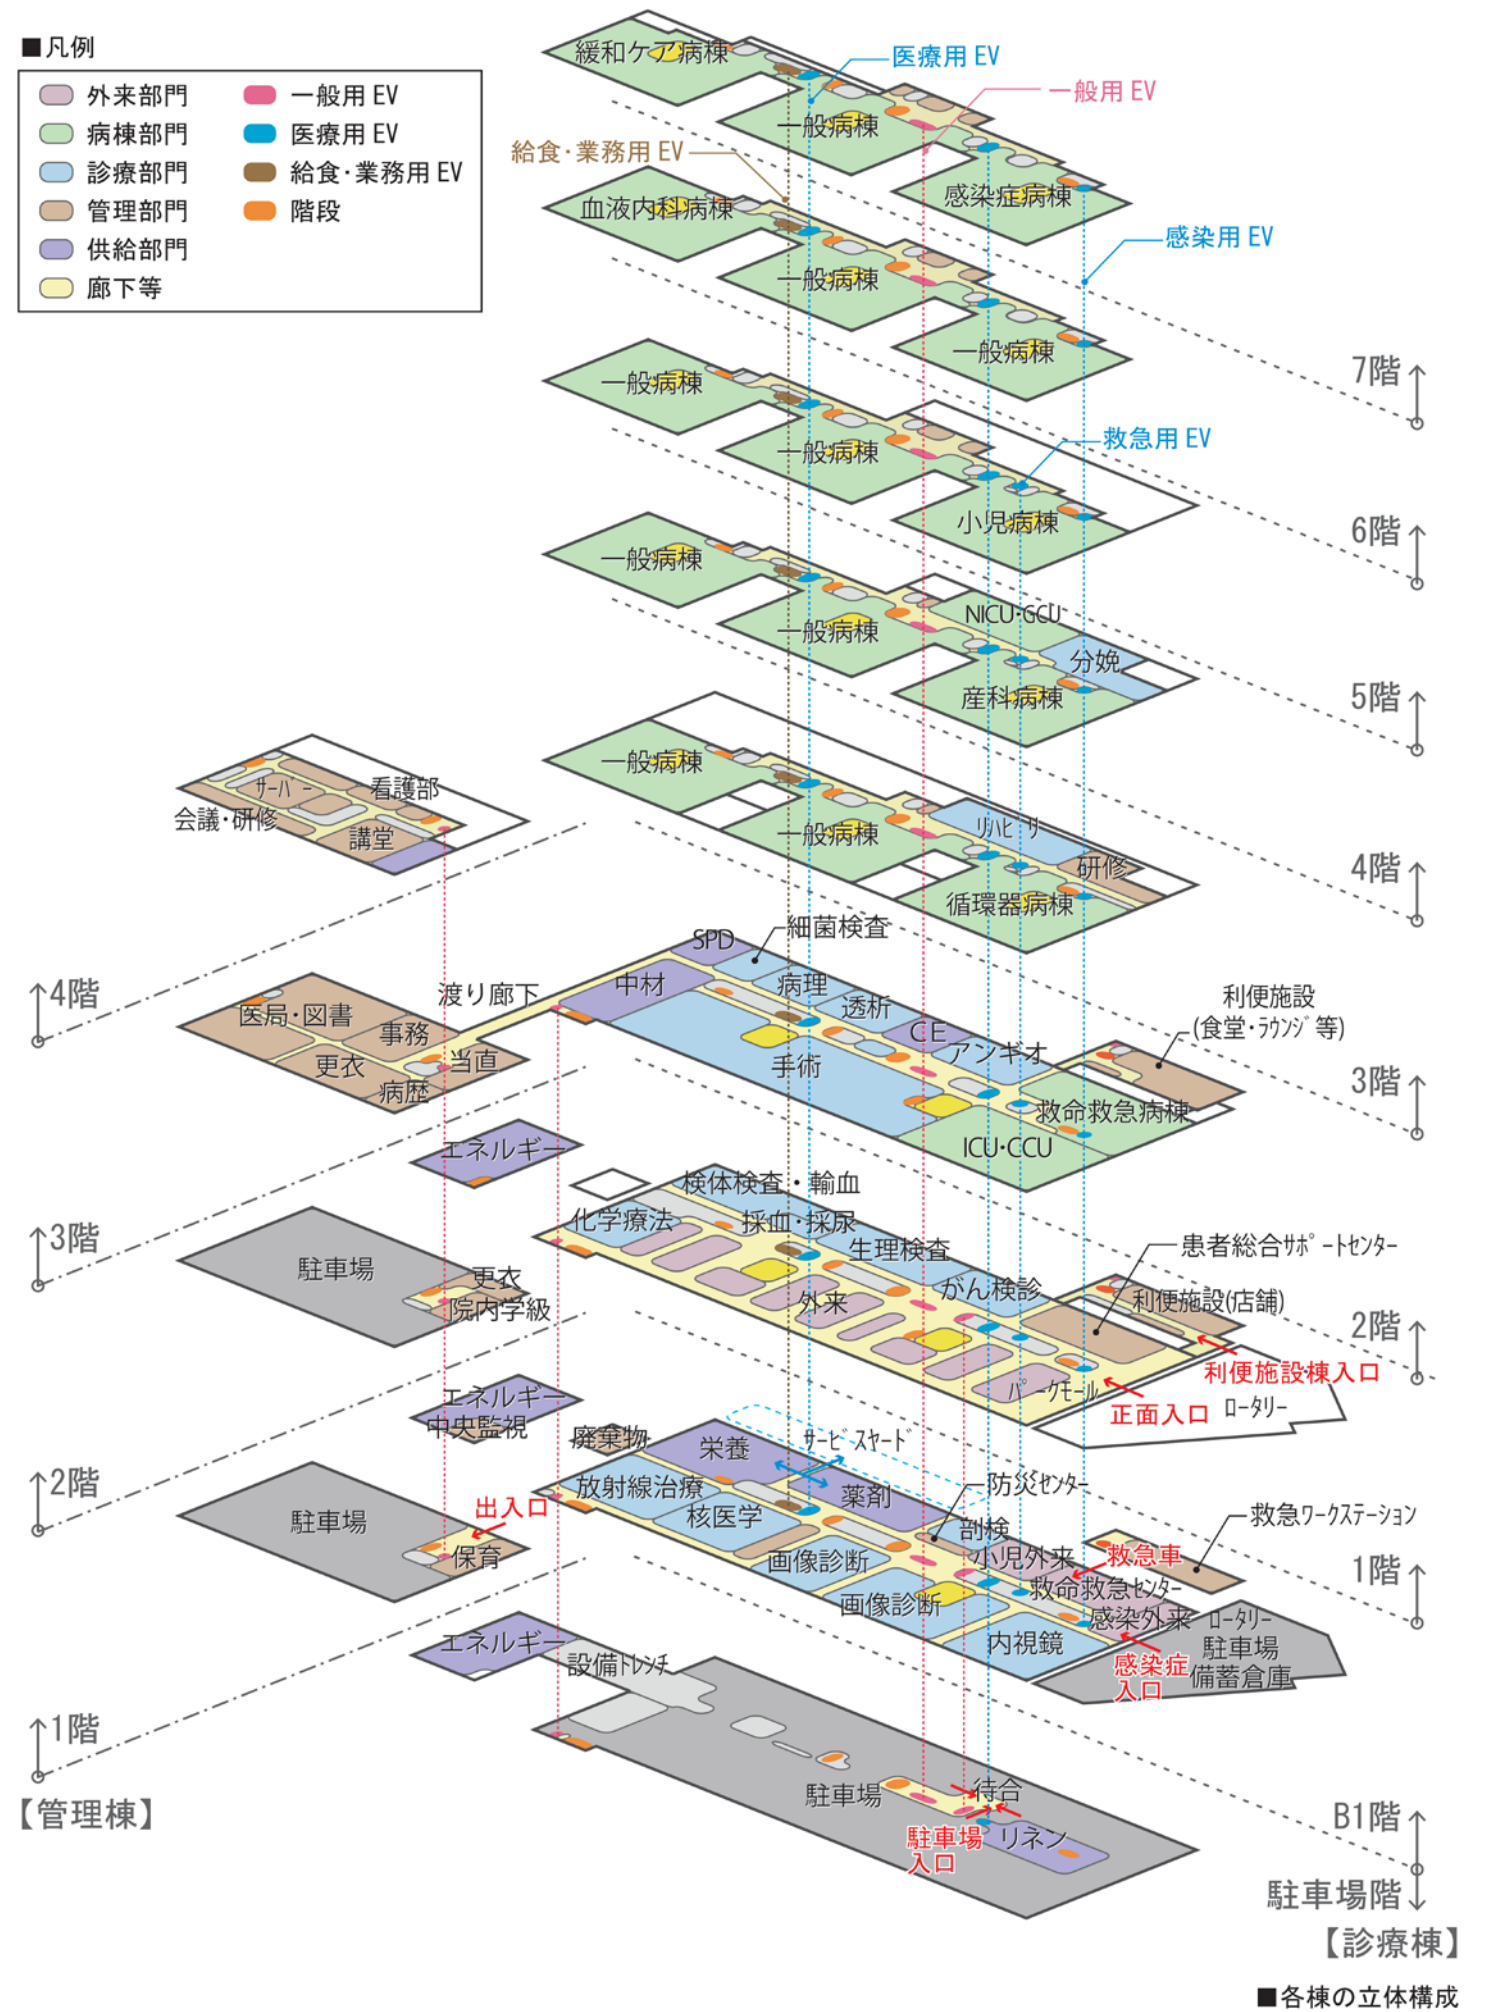 ■凡例
外来部門
病棟部門
診療部門
管理部門
供給部門
廊下等
一般用 EV
医療用 EV
給食・業務用 EV
階段
緩和ケア病棟
一般病棟
感染症病棟
医療用 EV
一般用 EV
給食・業務用 EV
感染用 EV
7階
血液内科病棟
一般病棟
一般病棟
6階
一般病棟
一般病棟
小児病棟
救急用 EV
5階
一般病棟
一般病棟
NICU・GCU
分娩
産科病棟
4階
一般病棟
一般病棟
リハビリ
研修
循環器病棟
サーバー
看護部
会議・研修
講堂
4階
SPD
細菌検査
中材
病理
透析
CE
アンギオ
手術
救命救急病棟
ICU・CCU
利便施設
(食堂・ラウンジ等)
3階
渡り廊下
医局・図書
事務
更衣
当直
病歴
エネルギー
3階
検体検査・輸血
化学療法
採血・採尿
生理検査
がん検診
外来
パークモール
患者総合サポートセンター
利便施設(店舗)
利便施設棟入口
正面入口
ロータリー
2階
駐車場
更衣
院内学級
エネルギー
中央監視
2階
廃棄物
栄養
サービスヤード
放射線治療
核医学
薬剤
防災センター
剖検
画像診断
画像診断
小児外来
救急車
救命救急センター
感染外来
内視鏡
感染症
入口
救急ワークステーション
ロータリー
駐車場
備蓄倉庫
1階
駐車場
出入口
保育
エネルギー
設備トレンチ
1階
【管理棟】
駐車場
待合
リネン
駐車場
入口
B1階
駐車場階
【診療棟】
■各棟の立体構成